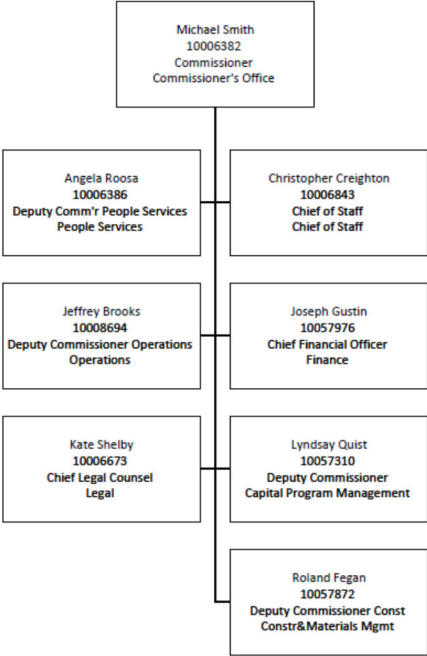 Michael Smith
10006382
Commissioner
Commissioner's Office
Angela Roosa
10006386
Deputy Comm'r People Services
People Services
Christopher Creighton
10006843
Chief of Staff
Chief of Staff
Jeffrey Brooks
10008694
Deputy Commissioner Operations
Operations
Joseph Gustin
10057976
Chief Financial Officer
Finance
Kate Shelby
10006673
Chief Legal Counsel
Legal
Lyndsay Quist
10057310
Deputy Commissioner
Capital Program Management
Roland Fegan
10057872
Deputy Commissioner Const
Constr&Materials Mgmt